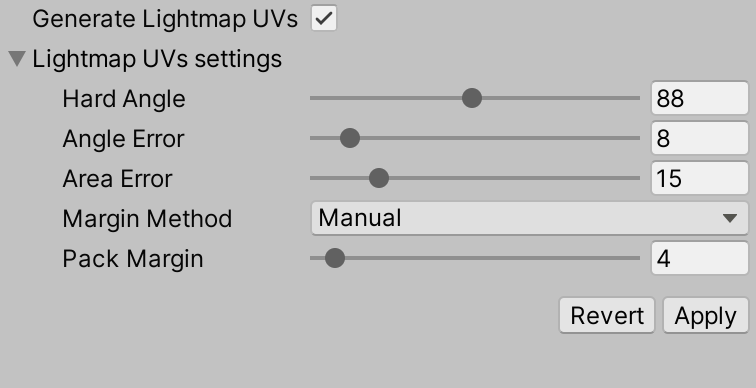 Generate Lightmap UVs
Lightmap UVs settings
Hard Angle 88
Angle Error 8
Area Error 15
Margin Method Manual
Pack Margin 4
Revert Apply